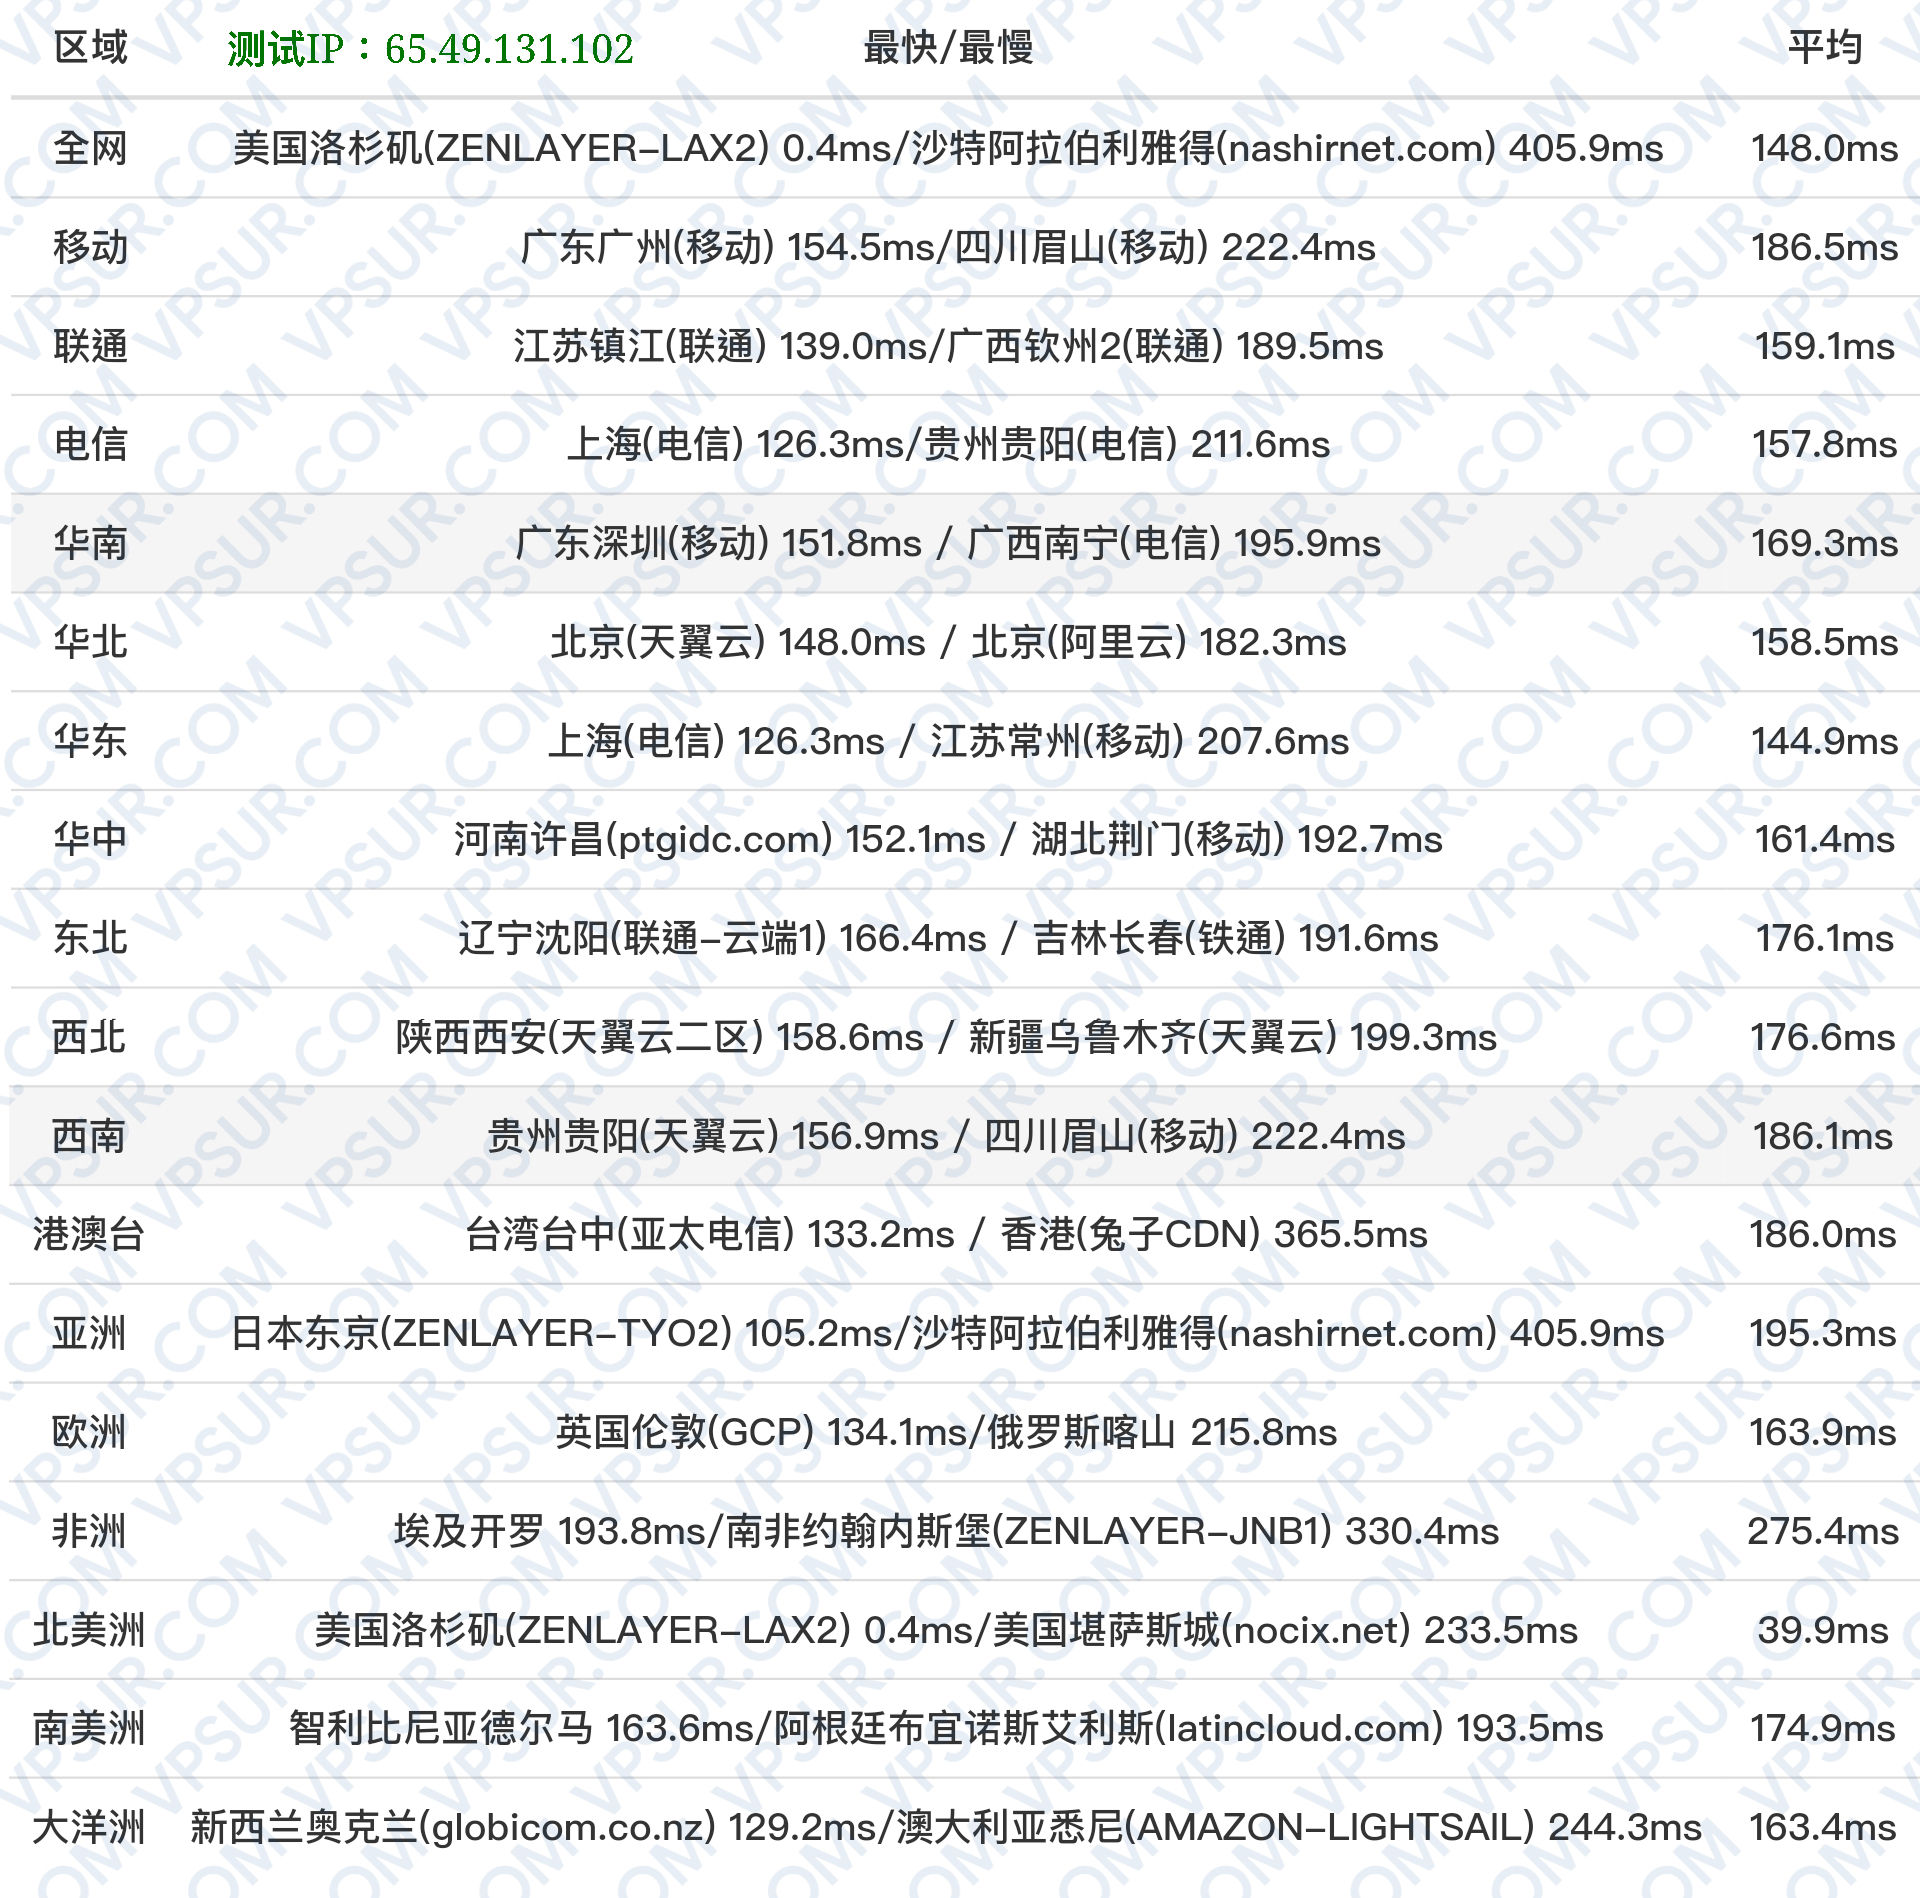 区域 测试IP：65.49.131.102 最快/最慢 平均
全网 美国洛杉矶(ZENLAYER-LAX2) 0.4ms/沙特阿拉伯利雅得(nashirnet.com) 405.9ms 148.0ms
移动 广东广州(移动) 154.5ms/四川眉山(移动) 222.4ms 186.5ms
联通 江苏镇江(联通) 139.0ms/广西钦州2(联通) 189.5ms 159.1ms
电信 上海(电信) 126.3ms/贵州贵阳(电信) 211.6ms 157.8ms
华南 广东深圳(移动) 151.8ms / 广西南宁(电信) 195.9ms 169.3ms
华北 北京(天翼云) 148.0ms / 北京(阿里云) 182.3ms 158.5ms
华东 上海(电信) 126.3ms / 江苏常州(移动) 207.6ms 144.9ms
华中 河南许昌(ptgidc.com) 152.1ms / 湖北荆门(移动) 192.7ms 161.4ms
东北 辽宁沈阳(联通-云端1) 166.4ms / 吉林长春(铁通) 191.6ms 176.1ms
西北 陕西西安(天翼云二区) 158.6ms / 新疆乌鲁木齐(天翼云) 199.3ms 176.6ms
西南 贵州贵阳(天翼云) 156.9ms / 四川眉山(移动) 222.4ms 186.1ms
港澳台 台湾台中(亚太电信) 133.2ms / 香港(兔子CDN) 365.5ms 186.0ms
亚洲 日本东京(ZENLAYER-TYO2) 105.2ms/沙特阿拉伯利雅得(nashirnet.com) 405.9ms 195.3ms
欧洲 英国伦敦(GCP) 134.1ms/俄罗斯喀山 215.8ms 163.9ms
非洲 埃及开罗 193.8ms/南非约翰内斯堡(ZENLAYER-JNB1) 330.4ms 275.4ms
北美洲 美国洛杉矶(ZENLAYER-LAX2) 0.4ms/美国堪萨斯城(nocix.net) 233.5ms 39.9ms
南美洲 智利比尼亚德尔马 163.6ms/阿根廷布宜诺斯艾利斯(latincloud.com) 193.5ms 174.9ms
大洋洲 新西兰奥克兰(globicom.co.nz) 129.2ms/澳大利亚悉尼(AMAZON-LIGHTSAIL) 244.3ms 163.4ms
VPSUR.COM